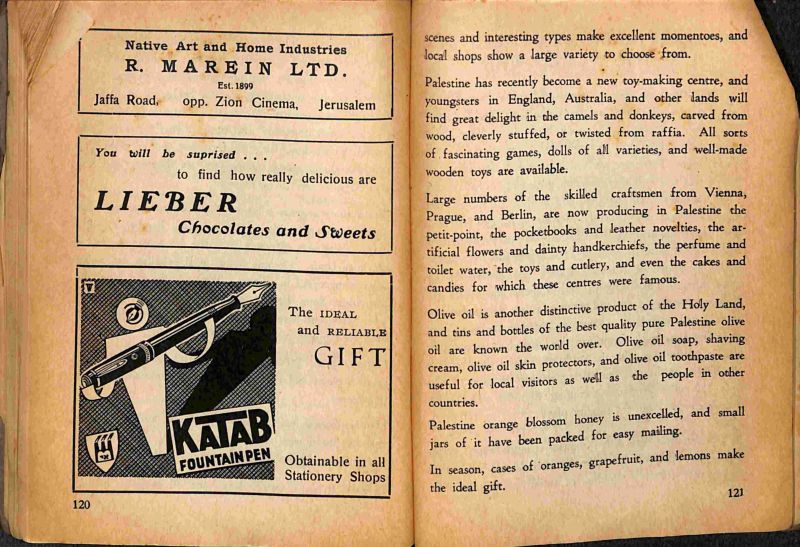 Native Art and Home Industries
R. MAREIN LTD.
Est. 1899
Jaffa Road, opp. Zion Cinema, Jerusalem
You will be suprised . . .
to find how really delicious are
LIEBER
Chocolates and Sweets
The IDEAL
and RELIABLE
GIFT
KATAB
FOUNTAIN PEN
Obtainable in all
Stationery Shops
120
scenes and interesting types make excellent momentoes, and
local shops show a large variety to choose from.
Palestine has recently become a new toy-making centre, and
youngsters in England, Australia, and other lands will
find great delight in the camels and donkeys, carved from
wood, cleverly stuffed, or twisted from raffia. All sorts
of fascinating games, dolls of all varieties, and well-made
wooden toys are available.
Large numbers of the skilled craftsmen from Vienna,
Prague, and Berlin, are now producing in Palestine the
petit-point, the pocketbooks and leather novelties, the ar-
tificial flowers and dainty handkerchiefs, the perfume and
toilet water, the toys and cutlery, and even the cakes and
candies for which these centres were famous.
Olive oil is another distinctive product of the Holy Land,
and tins and bottles of the best quality pure Palestine olive
oil are known the world over. Olive oil soap, shaving
cream, olive oil skin protectors, and olive oil toothpaste are
useful for local visitors as well as the people in other
countries.
Palestine orange blossom honey is unexcelled, and small
jars of it have been packed for easy mailing.
In season, cases of oranges, grapefruit, and lemons make
the ideal gift.
121